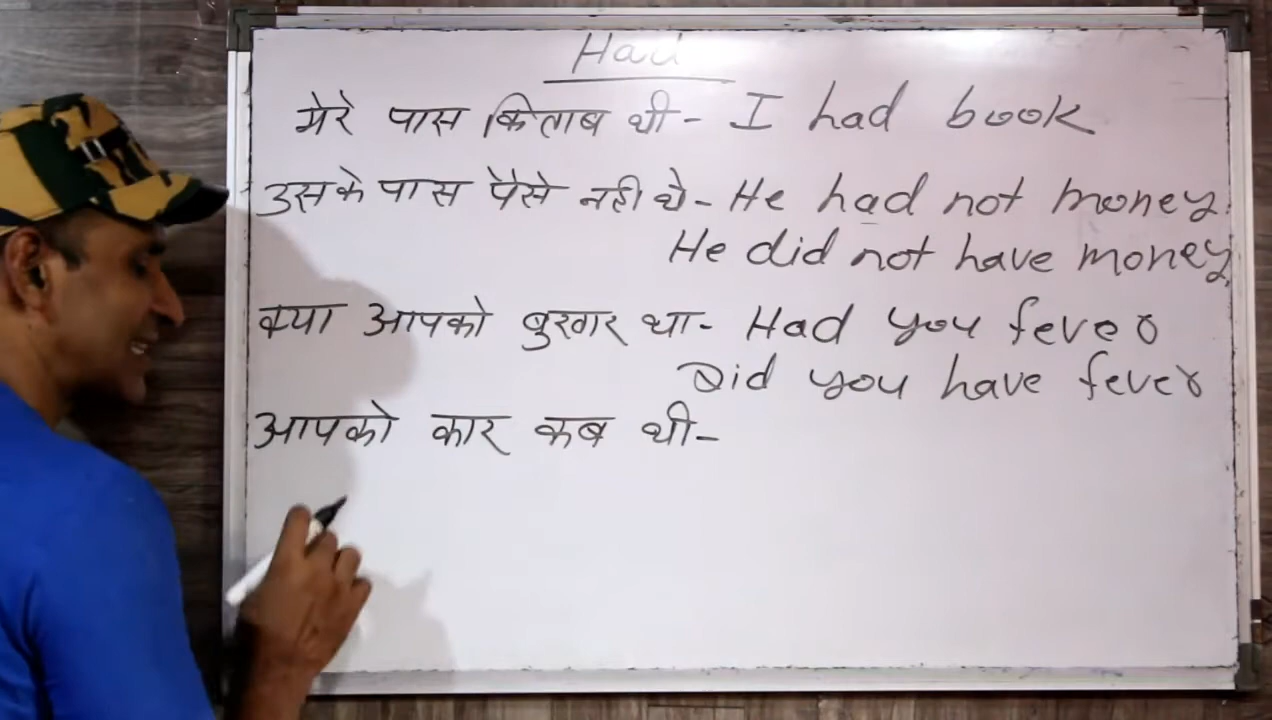 Had
मेरे पास किताब थी - I had book
उसके पास पैसे नही थे - He had not money.
He did not have money.
क्या आपको बुखार था - Had you fever
Did you have fever
आपको कार कब थी -